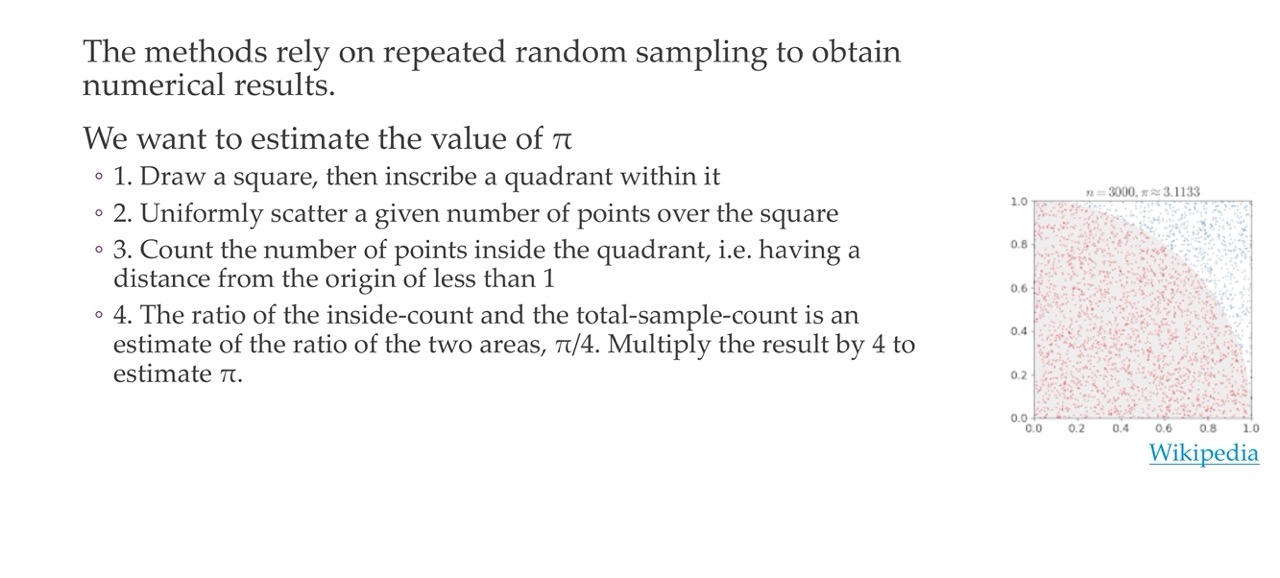 The methods rely on repeated random sampling to obtain
numerical results.
We want to estimate the value of π
◦ 1. Draw a square, then inscribe a quadrant within it
◦ 2. Uniformly scatter a given number of points over the square
◦ 3. Count the number of points inside the quadrant, i.e. having a
distance from the origin of less than 1
◦ 4. The ratio of the inside-count and the total-sample-count is an
estimate of the ratio of the two areas, π/4. Multiply the result by 4 to
estimate π.
n = 3000, π ≈ 3.1133
1.0
0.8
0.6
0.4
0.2
0.0
0.0 0.2 0.4 0.6 0.8 1.0
Wikipedia